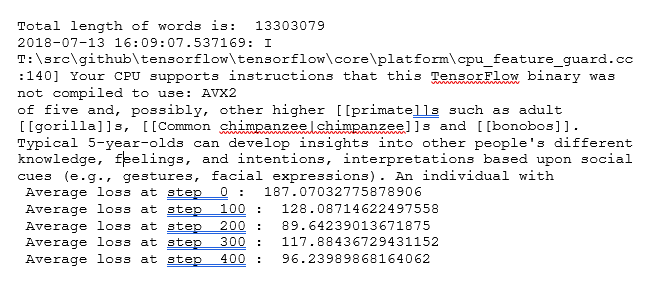 Total length of words is:  13303079
2018-07-13 16:09:07.537169: I
T:\src\github\tensorflow\tensorflow\core\platform\cpu_feature_guard.cc
:140] Your CPU supports instructions that this TensorFlow binary was
not compiled to use: AVX2
of five and, possibly, other higher [[primate]]s such as adult
[[gorilla]]s, [[Common chimpanzee|chimpanzee]]s and [[bonobos]].
Typical 5-year-olds can develop insights into other people's different
knowledge, feelings, and intentions, interpretations based upon social
cues (e.g., gestures, facial expressions). An individual with
Average loss at step  0 :  187.07032775878906
Average loss at step  100 :  128.08714622497558
Average loss at step  200 :  89.64239013671875
Average loss at step  300 :  117.88436729431152
Average loss at step  400 :  96.23989868164062